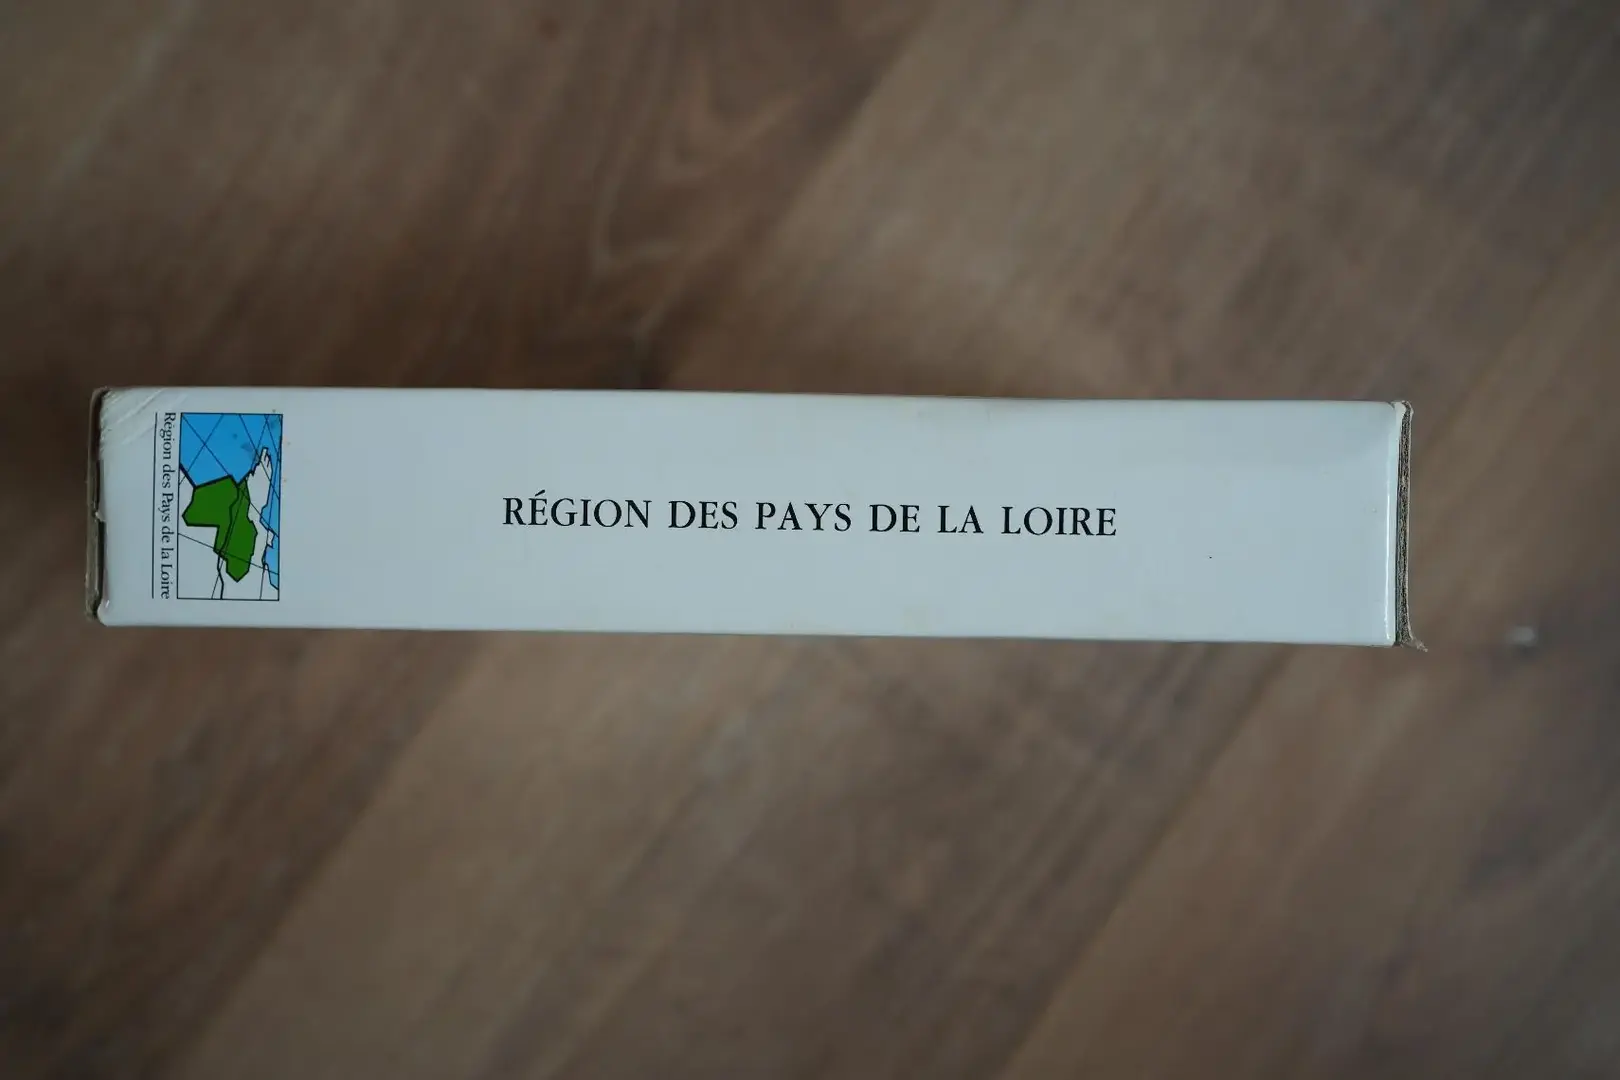 Région des Pays de la Loire
RÉGION DES PAYS DE LA LOIRE